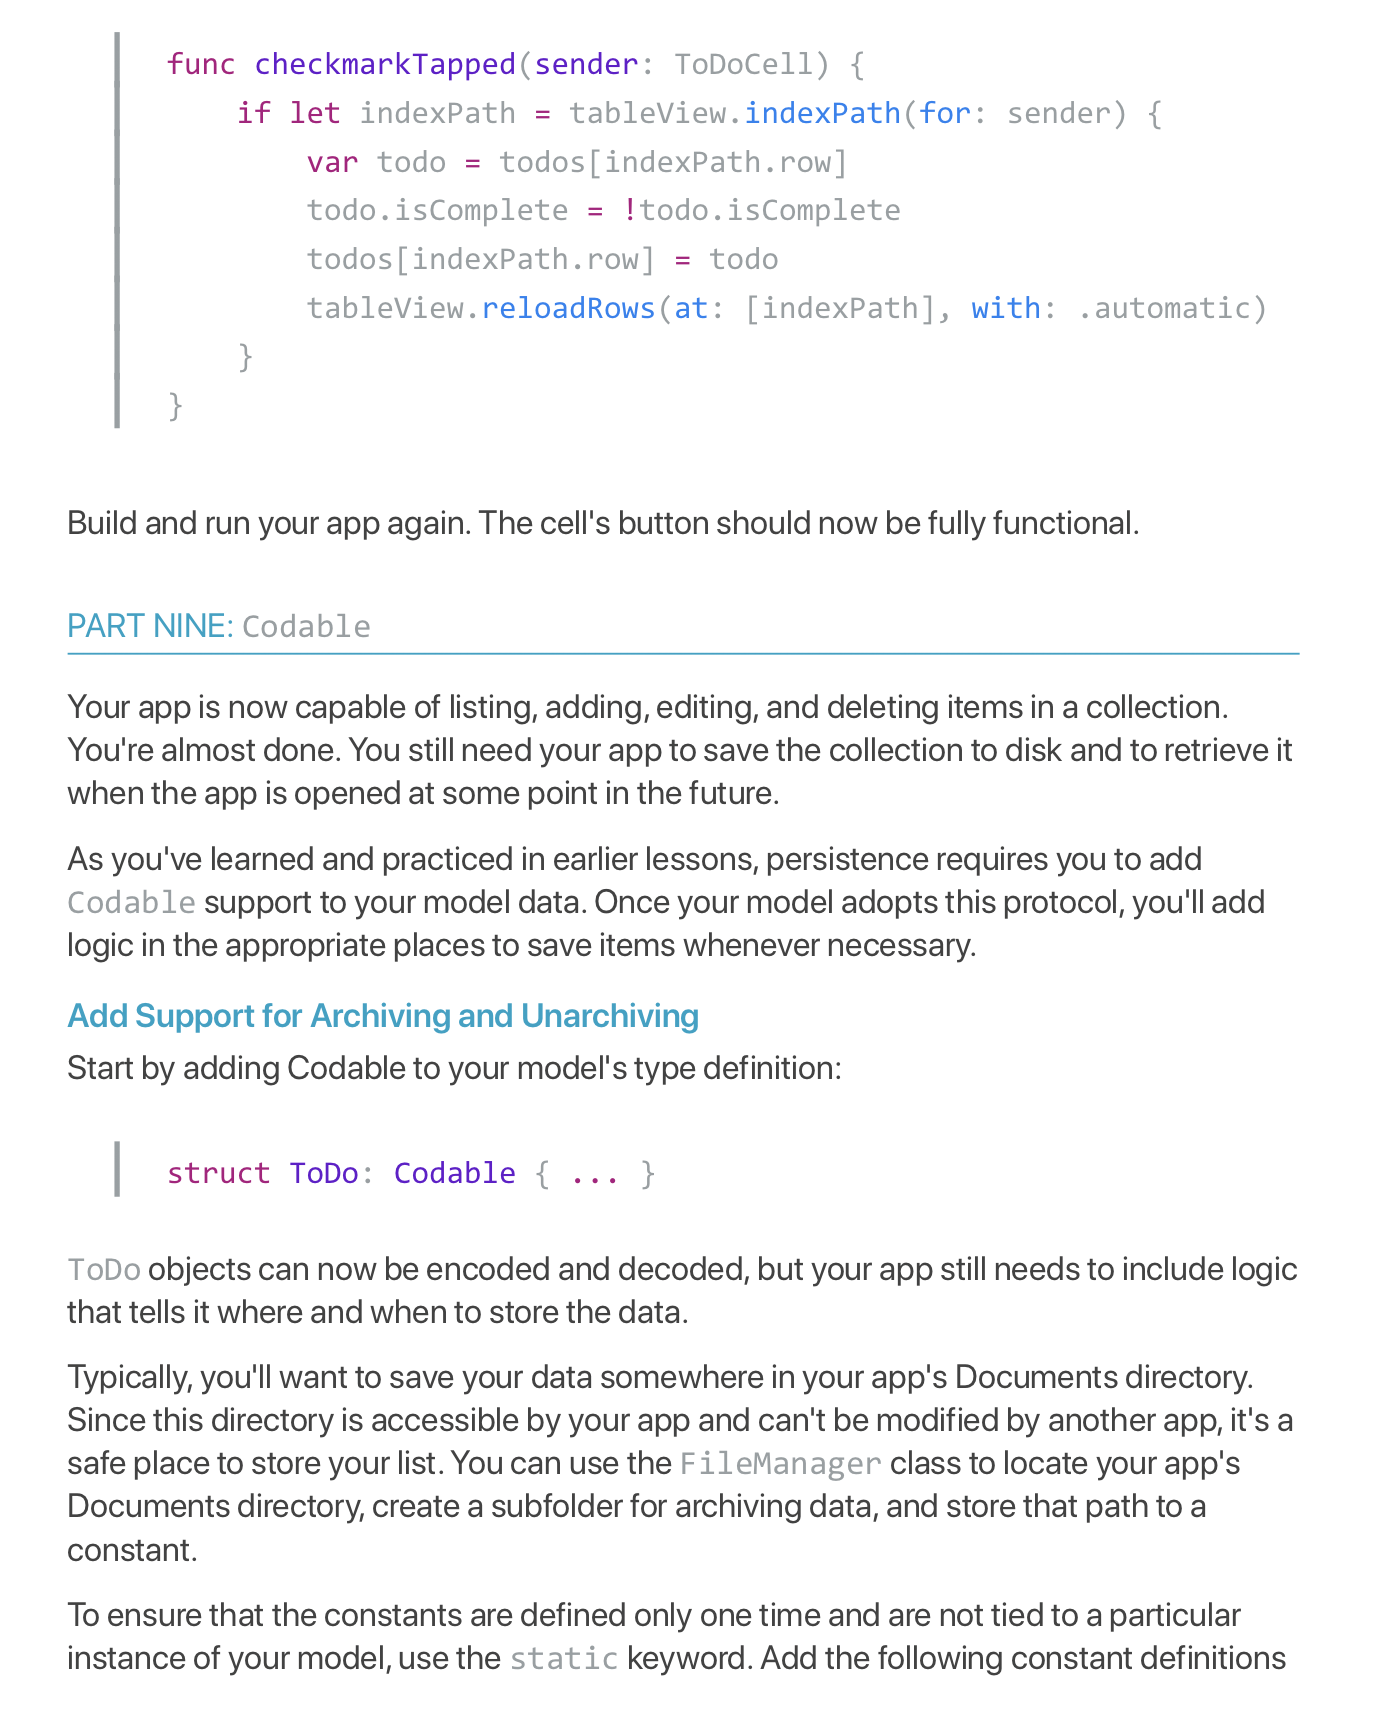 func checkmarkTapped(sender: ToDoCell) {
    if let indexPath = tableView.indexPath(for: sender) {
        var todo = todos[indexPath.row]
        todo.isComplete = !todo.isComplete
        todos[indexPath.row] = todo
        tableView.reloadRows(at: [indexPath], with: .automatic)
    }
}
Build and run your app again. The cell's button should now be fully functional.
PART NINE: Codable
Your app is now capable of listing, adding, editing, and deleting items in a collection.
You're almost done. You still need your app to save the collection to disk and to retrieve it
when the app is opened at some point in the future.
As you've learned and practiced in earlier lessons, persistence requires you to add
Codable support to your model data. Once your model adopts this protocol, you'll add
logic in the appropriate places to save items whenever necessary.
Add Support for Archiving and Unarchiving
Start by adding Codable to your model's type definition:
struct ToDo: Codable { ... }
ToDo objects can now be encoded and decoded, but your app still needs to include logic
that tells it where and when to store the data.
Typically, you'll want to save your data somewhere in your app's Documents directory.
Since this directory is accessible by your app and can't be modified by another app, it's a
safe place to store your list. You can use the FileManager class to locate your app's
Documents directory, create a subfolder for archiving data, and store that path to a
constant.
To ensure that the constants are defined only one time and are not tied to a particular
instance of your model, use the static keyword. Add the following constant definitions